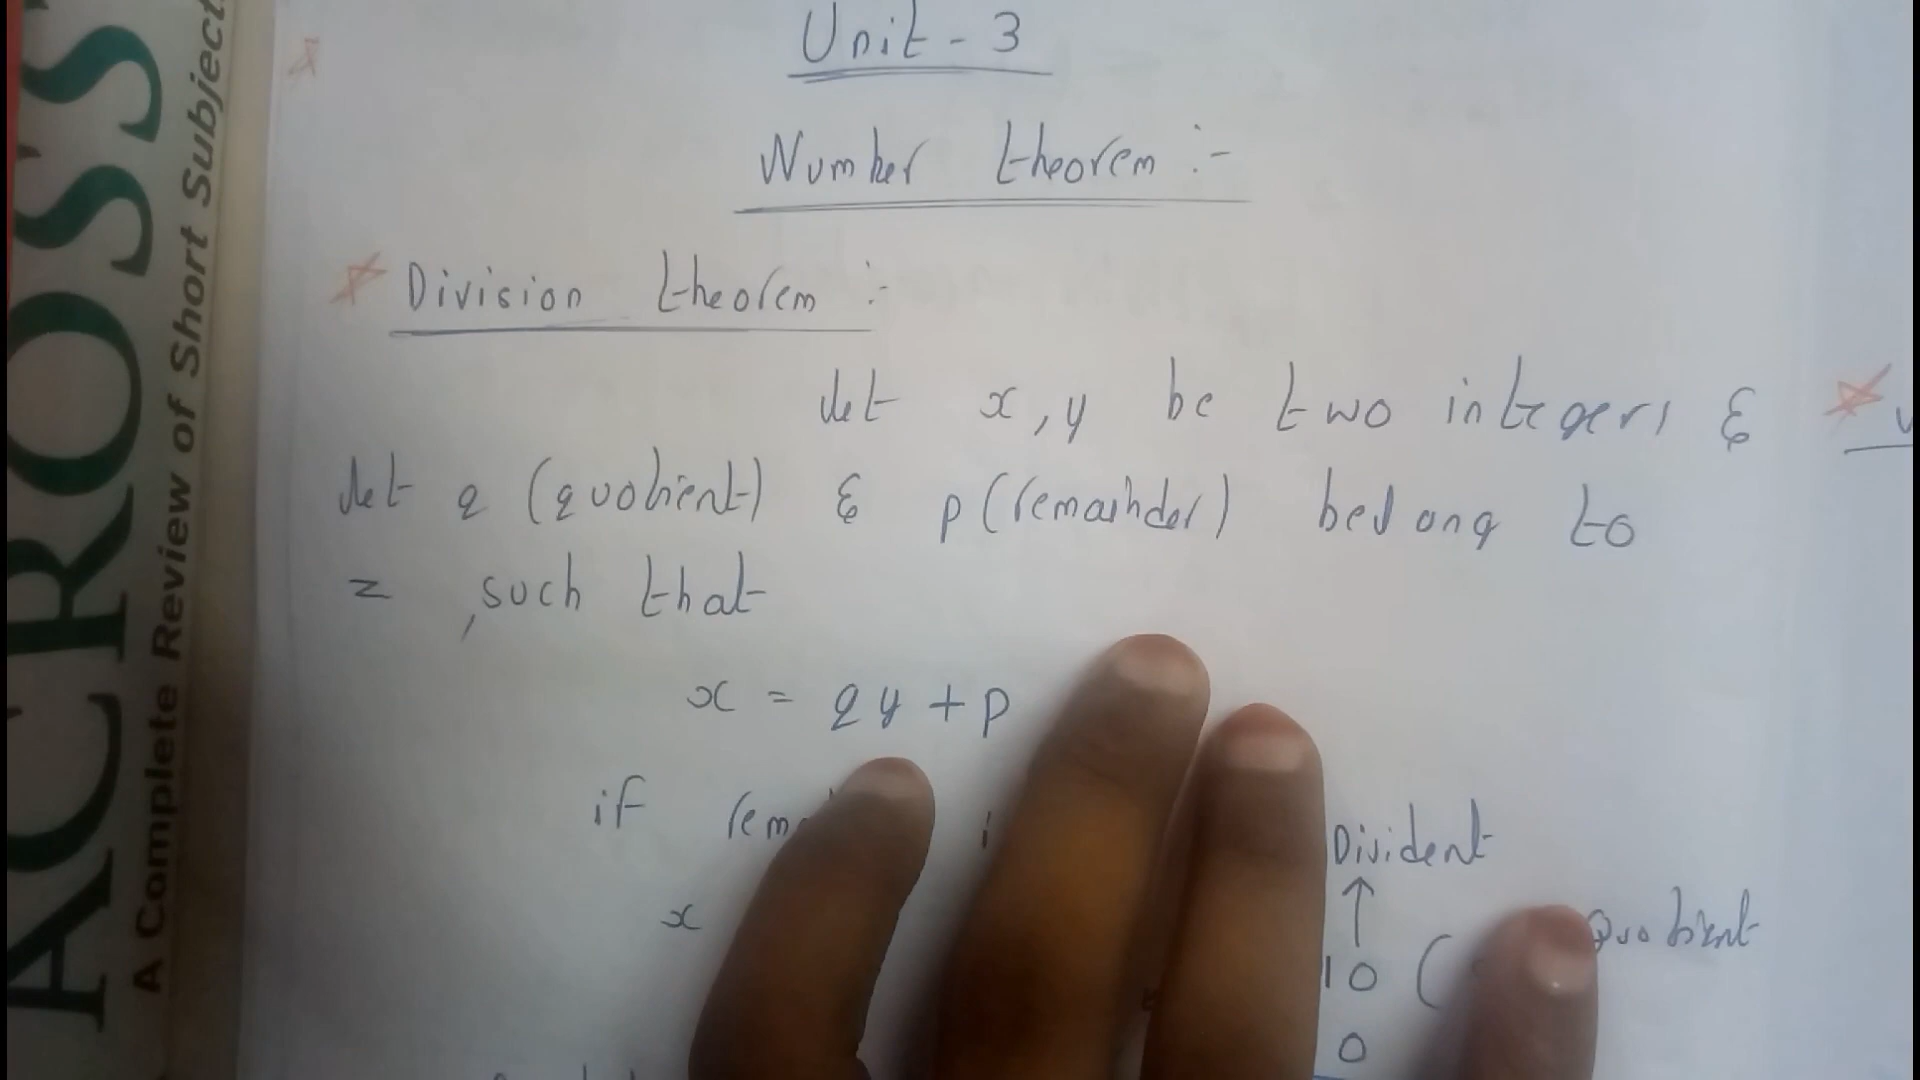 ACROSS
A Complete Review of Short Subject
Unit - 3
Number theorem :-
Division theorem :-
Let x, y be two integers &
Let q (quotient) & p (remainder) belong to
z, such that
x = qy + p
if
x
Divident
↑
10 ( Quotient
0